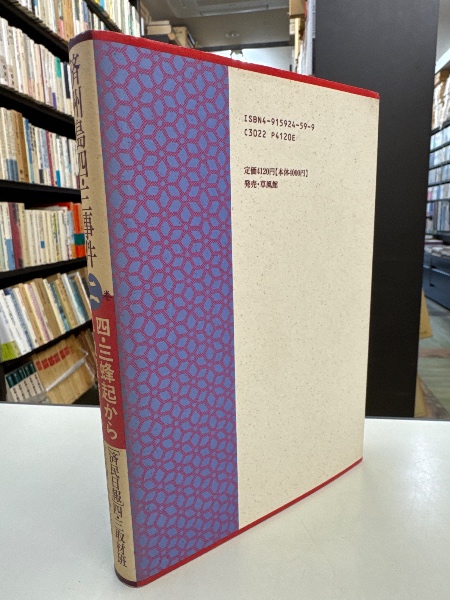 済州島四・三事件
巻
二
四・三蜂起から
「済民日報」四・三取材班
ISBN4-915924-59-9
C3022 P4120E
定価4120円【本体4000円】
発売・草風館